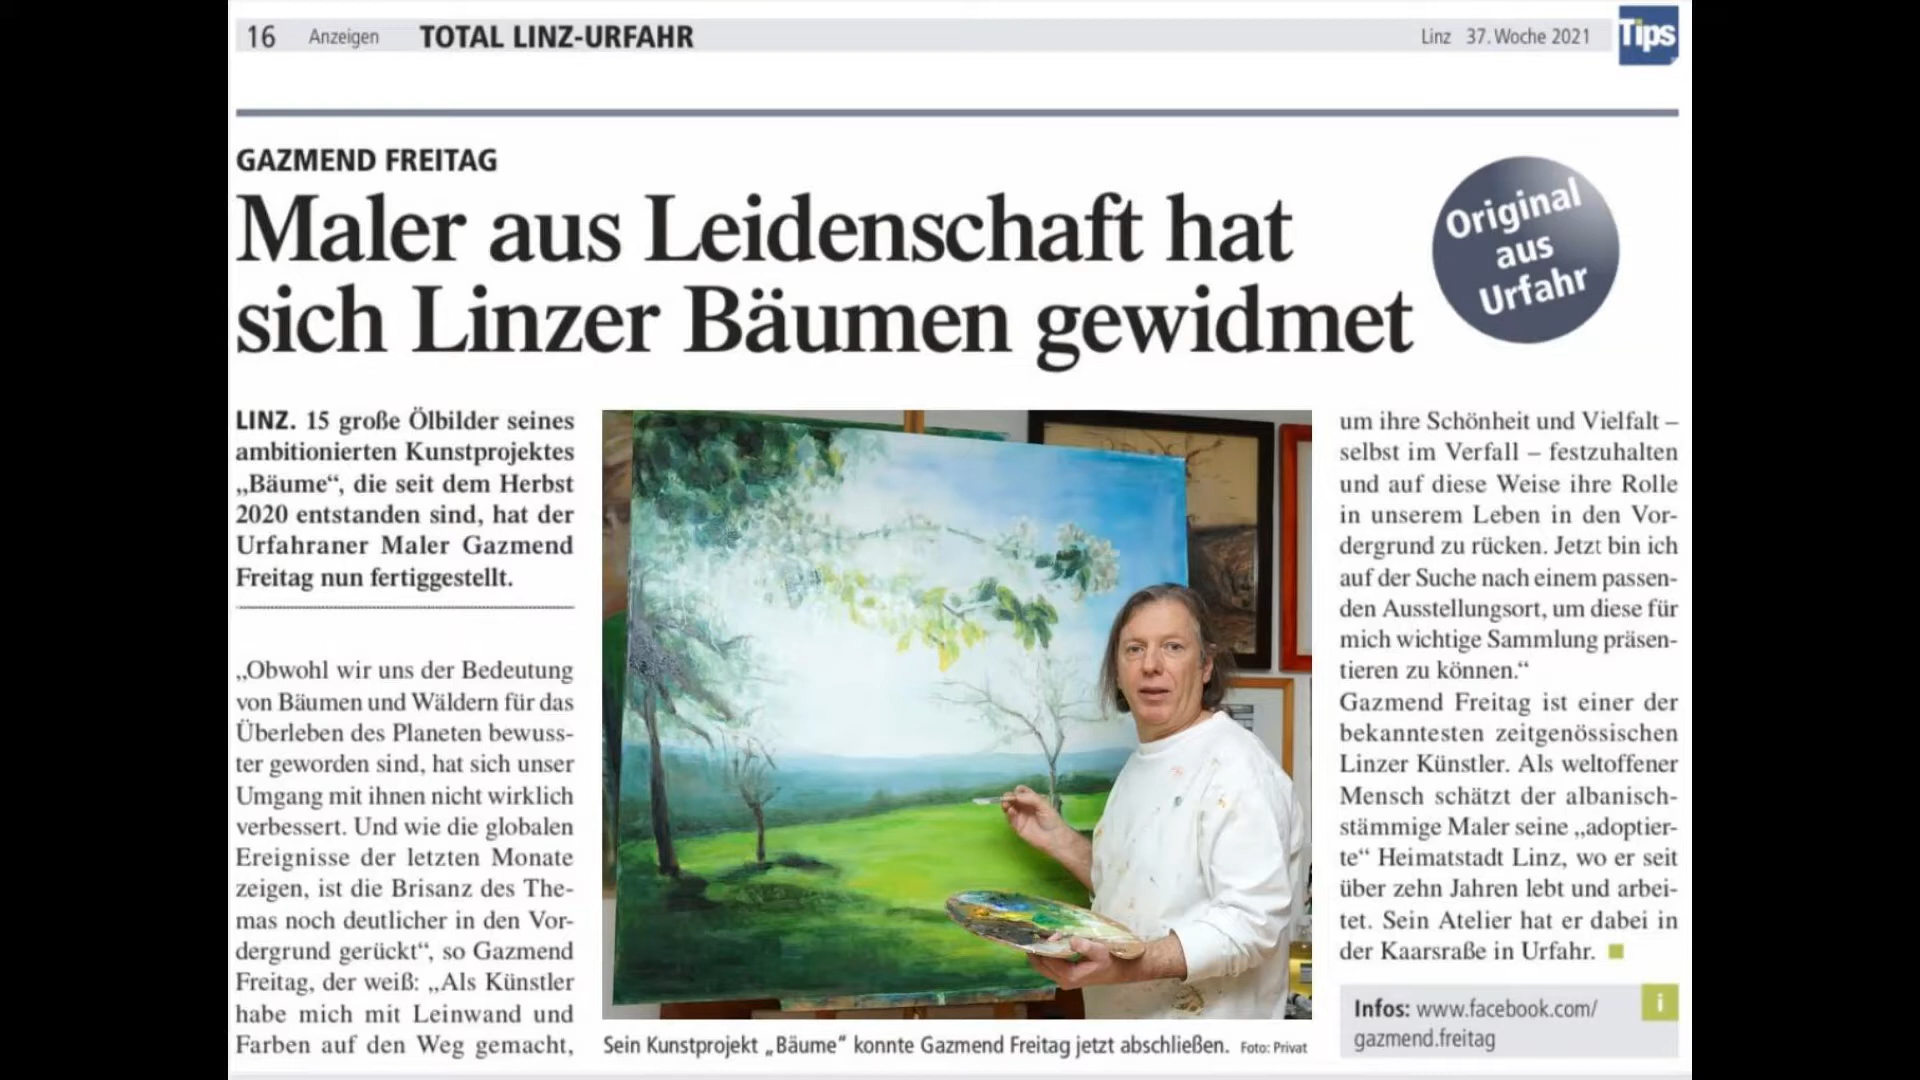 16 Anzeigen TOTAL LINZ-URFAHR Linz 37. Woche 2021 Tips
GAZMEND FREITAG
Maler aus Leidenschaft hat
sich Linzer Bäumen gewidmet
Original
aus
Urfahr
LINZ. 15 große Ölbilder seines
ambitionierten Kunstprojektes
„Bäume“, die seit dem Herbst
2020 entstanden sind, hat der
Urfahraner Maler Gazmend
Freitag nun fertiggestellt.
„Obwohl wir uns der Bedeutung
von Bäumen und Wäldern für das
Überleben des Planeten bewuss-
ter geworden sind, hat sich unser
Umgang mit ihnen nicht wirklich
verbessert. Und wie die globalen
Ereignisse der letzten Monate
zeigen, ist die Brisanz des The-
mas noch deutlicher in den Vor-
dergrund gerückt“, so Gazmend
Freitag, der weiß: „Als Künstler
habe mich mit Leinwand und
Farben auf den Weg gemacht,
Sein Kunstprojekt „Bäume“ konnte Gazmend Freitag jetzt abschließen. Foto: Privat
um ihre Schönheit und Vielfalt –
selbst im Verfall – festzuhalten
und auf diese Weise ihre Rolle
in unserem Leben in den Vor-
dergrund zu rücken. Jetzt bin ich
auf der Suche nach einem passen-
den Ausstellungsort, um diese für
mich wichtige Sammlung präsen-
tieren zu können.“
Gazmend Freitag ist einer der
bekanntesten zeitgenössischen
Linzer Künstler. Als weltoffener
Mensch schätzt der albanisch-
stämmige Maler seine „adoptier-
te“ Heimatstadt Linz, wo er seit
über zehn Jahren lebt und arbei-
tet. Sein Atelier hat er dabei in
der Kaarsraße in Urfahr.
Infos: www.facebook.com/ i
gazmend.freitag